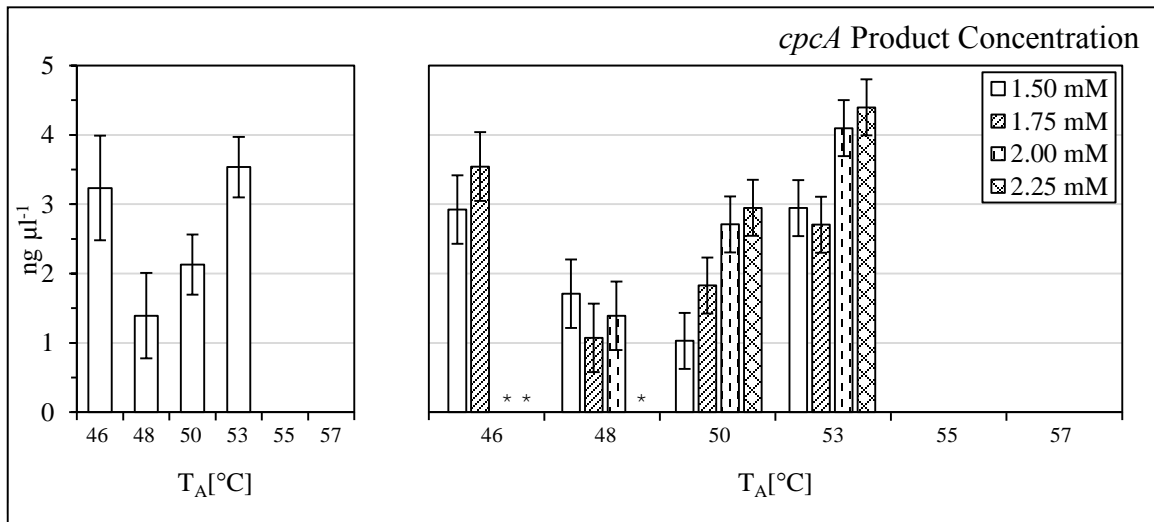 cpcA Product Concentration
ng µl-1
5
4
3
2
1
0
46 48 50 53 55 57
TA[°C]
1.50 mM
1.75 mM
2.00 mM
2.25 mM
* * *
46 48 50 53 55 57
TA[°C]